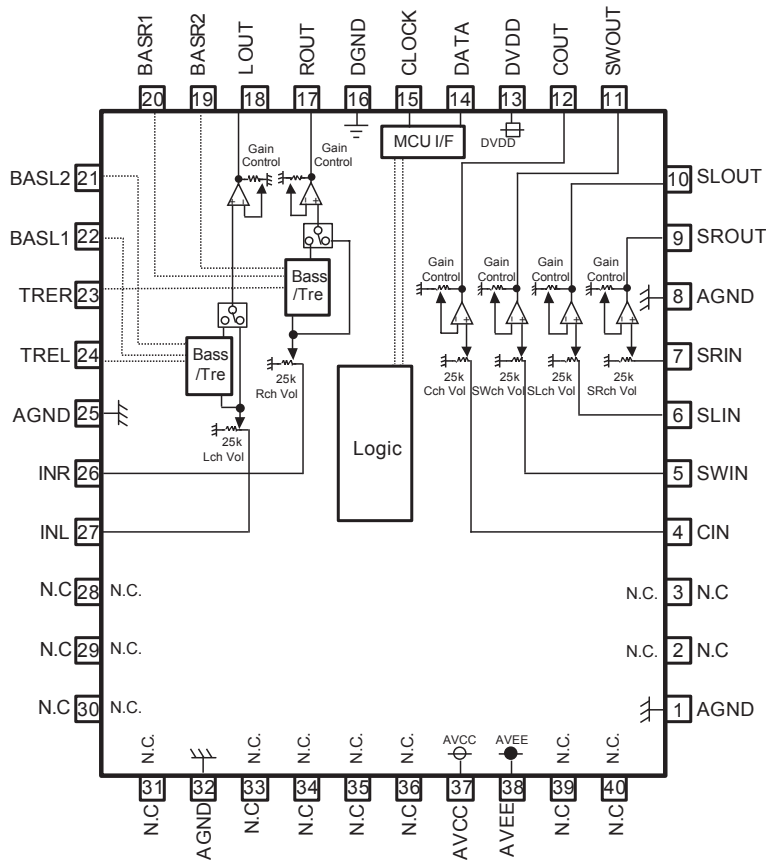 BASR1
BASR2
LOUT
ROUT
DGND
CLOCK
DATA
DVDD
COUT
SWOUT
20
19
18
17
16
15
14
13
12
11
MCU I/F
DVDD
Gain
Control
Gain
Control
BASL2 21
BASL1 22
TRER 23
TREL 24
AGND 25
INR 26
INL 27
N.C 28 N.C.
N.C 29 N.C.
N.C 30 N.C.
10 SLOUT
9 SROUT
8 AGND
7 SRIN
6 SLIN
5 SWIN
4 CIN
N.C. 3 N.C
N.C. 2 N.C
1 AGND
Bass
/Tre
25k
Rch Vol
Bass
/Tre
25k
Lch Vol
Gain
Control
Gain
Control
Gain
Control
Gain
Control
25k
Cch Vol
25k
SWch Vol
25k
SLch Vol
25k
SRch Vol
Logic
N.C.
N.C.
N.C.
N.C.
N.C.
AVCC
AVEE
N.C.
N.C.
31
32
33
34
35
36
37
38
39
40
N.C
AGND
N.C
N.C
N.C
N.C
AVCC
AVEE
N.C
N.C